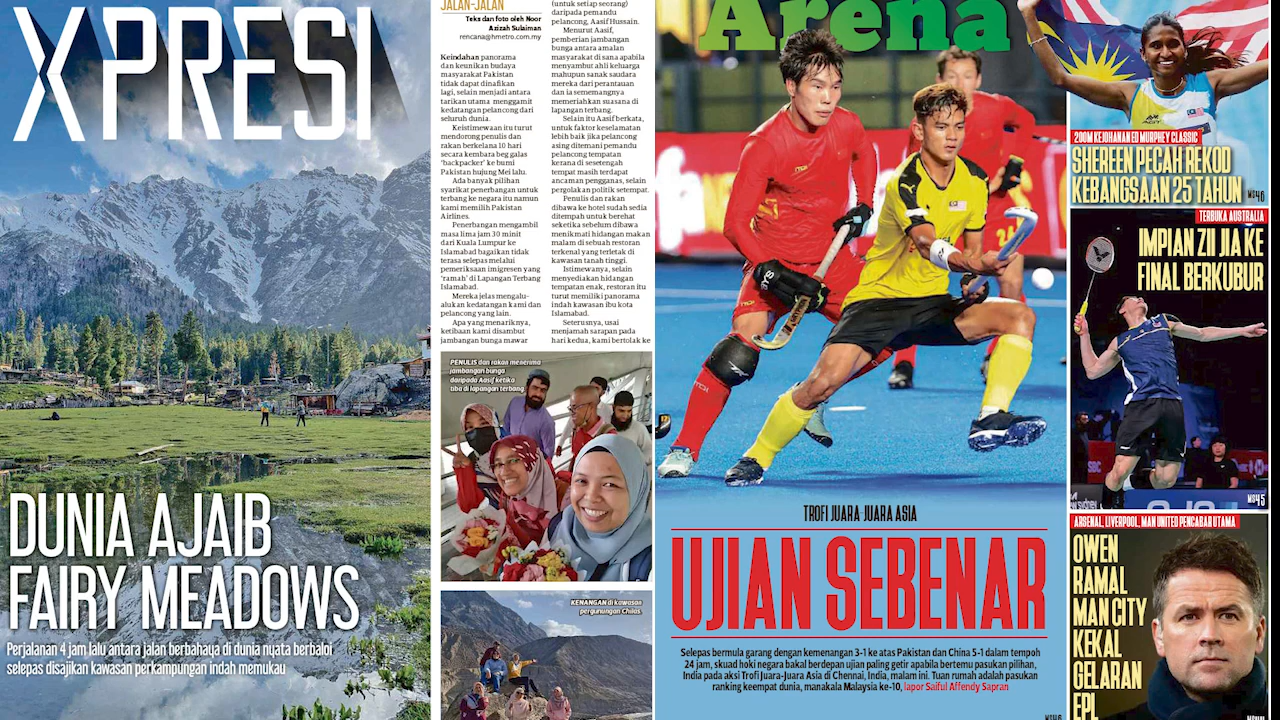 XPRESI
DUNIA AJAIB
FAIRY MEADOWS
Perjalanan 4 jam lalu antara jalan berbahaya di dunia nyata berbaloi
selepas disajikan kawasan perkampungan indah memukau
JALAN-JALAN
Teks dan foto oleh Noor
Azizah Sulaiman
rencana@hmetro.com.my
Keindahan panorama
dan keunikan budaya
masyarakat Pakistan
tidak dapat dinafikan
lagi, selain menjadi antara
tarikan utama menggamit
kedatangan pelancong dari
seluruh dunia.
Keistimewaan itu turut
mendorong penulis dan
rakan berkelana 10 hari
secara kembara beg galas
'backpacker' ke bumi
Pakistan hujung Mei lalu.
Ada banyak pilihan
syarikat penerbangan untuk
terbang ke negara itu namun
kami memilih Pakistan
Airlines.
Penerbangan mengambil
masa lima jam 30 minit
dari Kuala Lumpur ke
Islamabad bagaikan tidak
terasa selepas melalui
pemeriksaan imigresen yang
'ramah' di Lapangan Terbang
Islamabad.
Mereka jelas mengalu-
alukan kedatangan kami dan
pelancong yang lain.
Apa yang menariknya,
ketibaan kami disambut
jambangan bunga mawar
(untuk setiap seorang)
daripada pemandu
pelancong, Aasif Hussain.
Menurut Aasif,
pemberian jambangan
bunga antara amalan
masyarakat di sana apabila
menyambut ahli keluarga
mahupun sanak saudara
mereka dari perantauan
dan ia sememangnya
memeriahkan suasana di
lapangan terbang.
Selain itu Aasif berkata,
untuk faktor keselamatan
lebih baik jika pelancong
asing ditemani pemandu
pelancong tempatan
kerana di sesetengah
tempat masih terdapat
ancaman pengganas, selain
pergolakan politik setempat.
Penulis dan rakan
dibawa ke hotel sudah sedia
ditempah untuk berehat
seketika sebelum dibawa
menikmati hidangan makan
malam di sebuah restoran
terkenal yang terletak di
kawasan tanah tinggi.
Istimewanya, selain
menyediakan hidangan
tempatan enak, restoran itu
turut memiliki panorama
indah kawasan ibu kota
Islamabad.
Seterusnya, usai
menjamah sarapan pada
hari kedua, kami bertolak ke
PENULIS dan rakan menerima
jambangan bunga
daripada Aasif ketika
tiba di lapangan terbang.
KENANGAN di kawasan
pergunungan Chilas.
Arena
TROFI JUARA-JUARA ASIA
UJIAN SEBENAR
Selepas bermula garang dengan kemenangan 3-1 ke atas Pakistan dan China 5-1 dalam tempoh
24 jam, skuad hoki negara bakal berdepan ujian paling getir apabila bertemu pasukan pilihan,
India pada aksi Trofi Juara-Juara Asia di Chennai, India, malam ini. Tuan rumah adalah pasukan
ranking keempat dunia, manakala Malaysia ke-10, lapor Saiful Affendy Sapran
200M KEJOHANAN ED MURPHEY CLASSIC
SHEREEN PECAH REKOD
KEBANGSAAN 25 TAHUN
MS46
TERBUKA AUSTRALIA
IMPIAN ZII JIA KE
FINAL BERKUBUR
MS45
ARSENAL, LIVERPOOL, MAN UNITED PENCABAR UTAMA
OWEN
RAMAL
MAN CITY
KEKAL
GELARAN
EPL